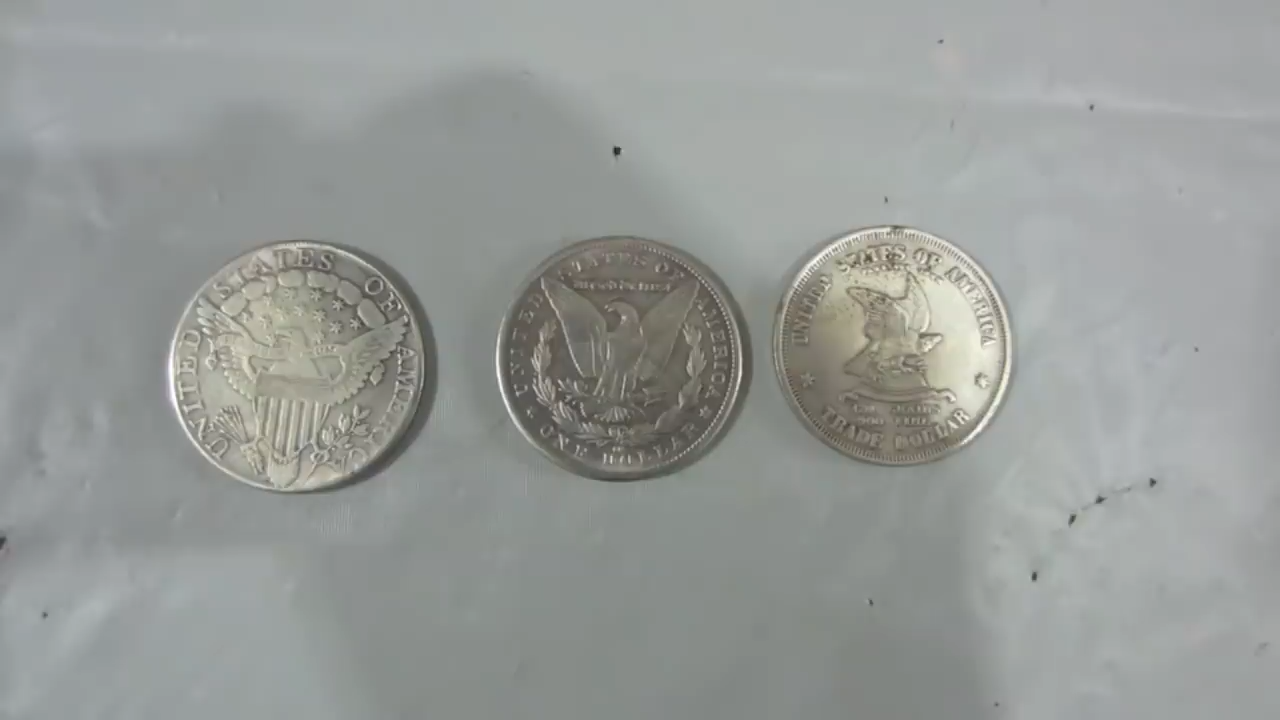 UNITED STATES OF AMERICA
UNITED STATES OF AMERICA
ONE DOLLAR
UNITED STATES OF AMERICA
TRADE DOLLAR